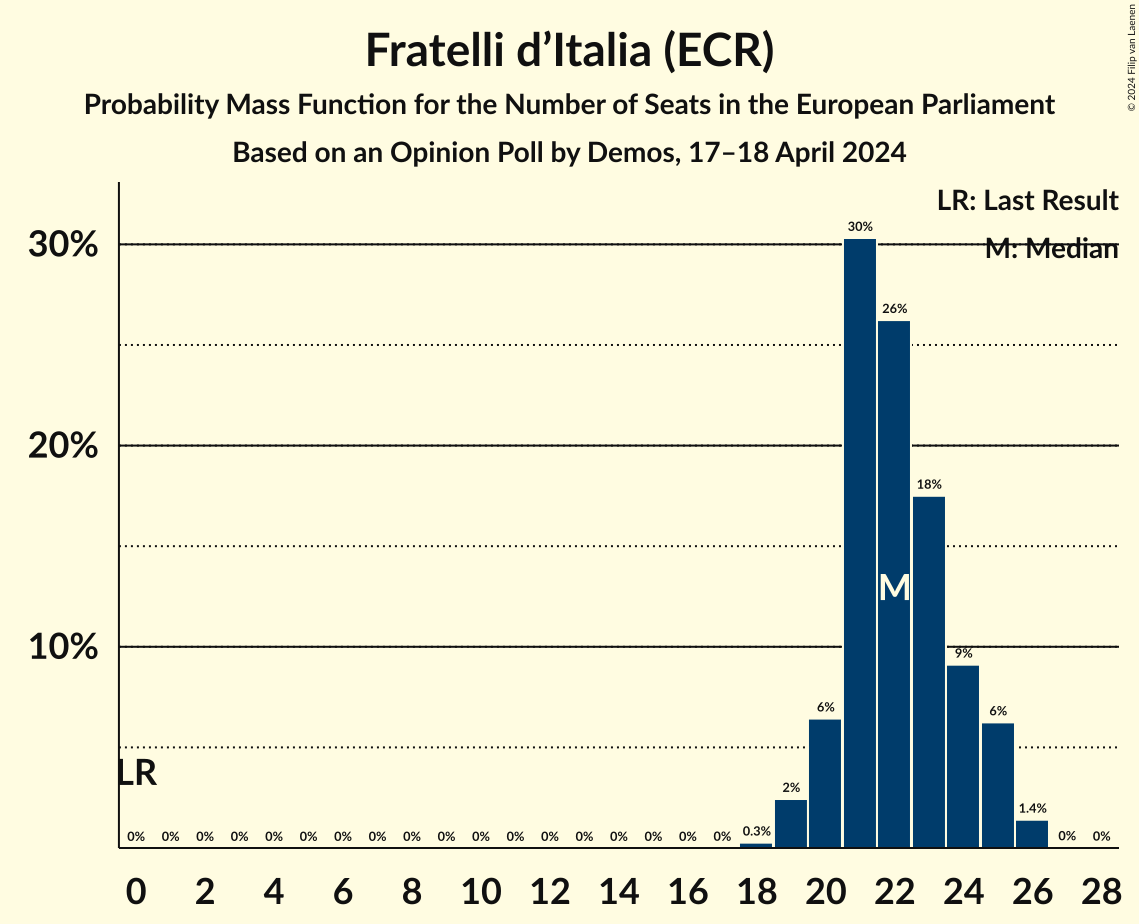 Fratelli d’Italia (ECR)
Probability Mass Function for the Number of Seats in the European Parliament
Based on an Opinion Poll by Demos, 17–18 April 2024
© 2024 Filip van Laenen
LR: Last Result
M: Median
30%
20%
10%
30%
26%
18%
9%
6%
6%
2%
1.4%
0.3%
M
LR
0% 0% 0% 0% 0% 0% 0% 0% 0% 0% 0% 0% 0% 0% 0% 0% 0% 0% 0% 0%
0 2 4 6 8 10 12 14 16 18 20 22 24 26 28